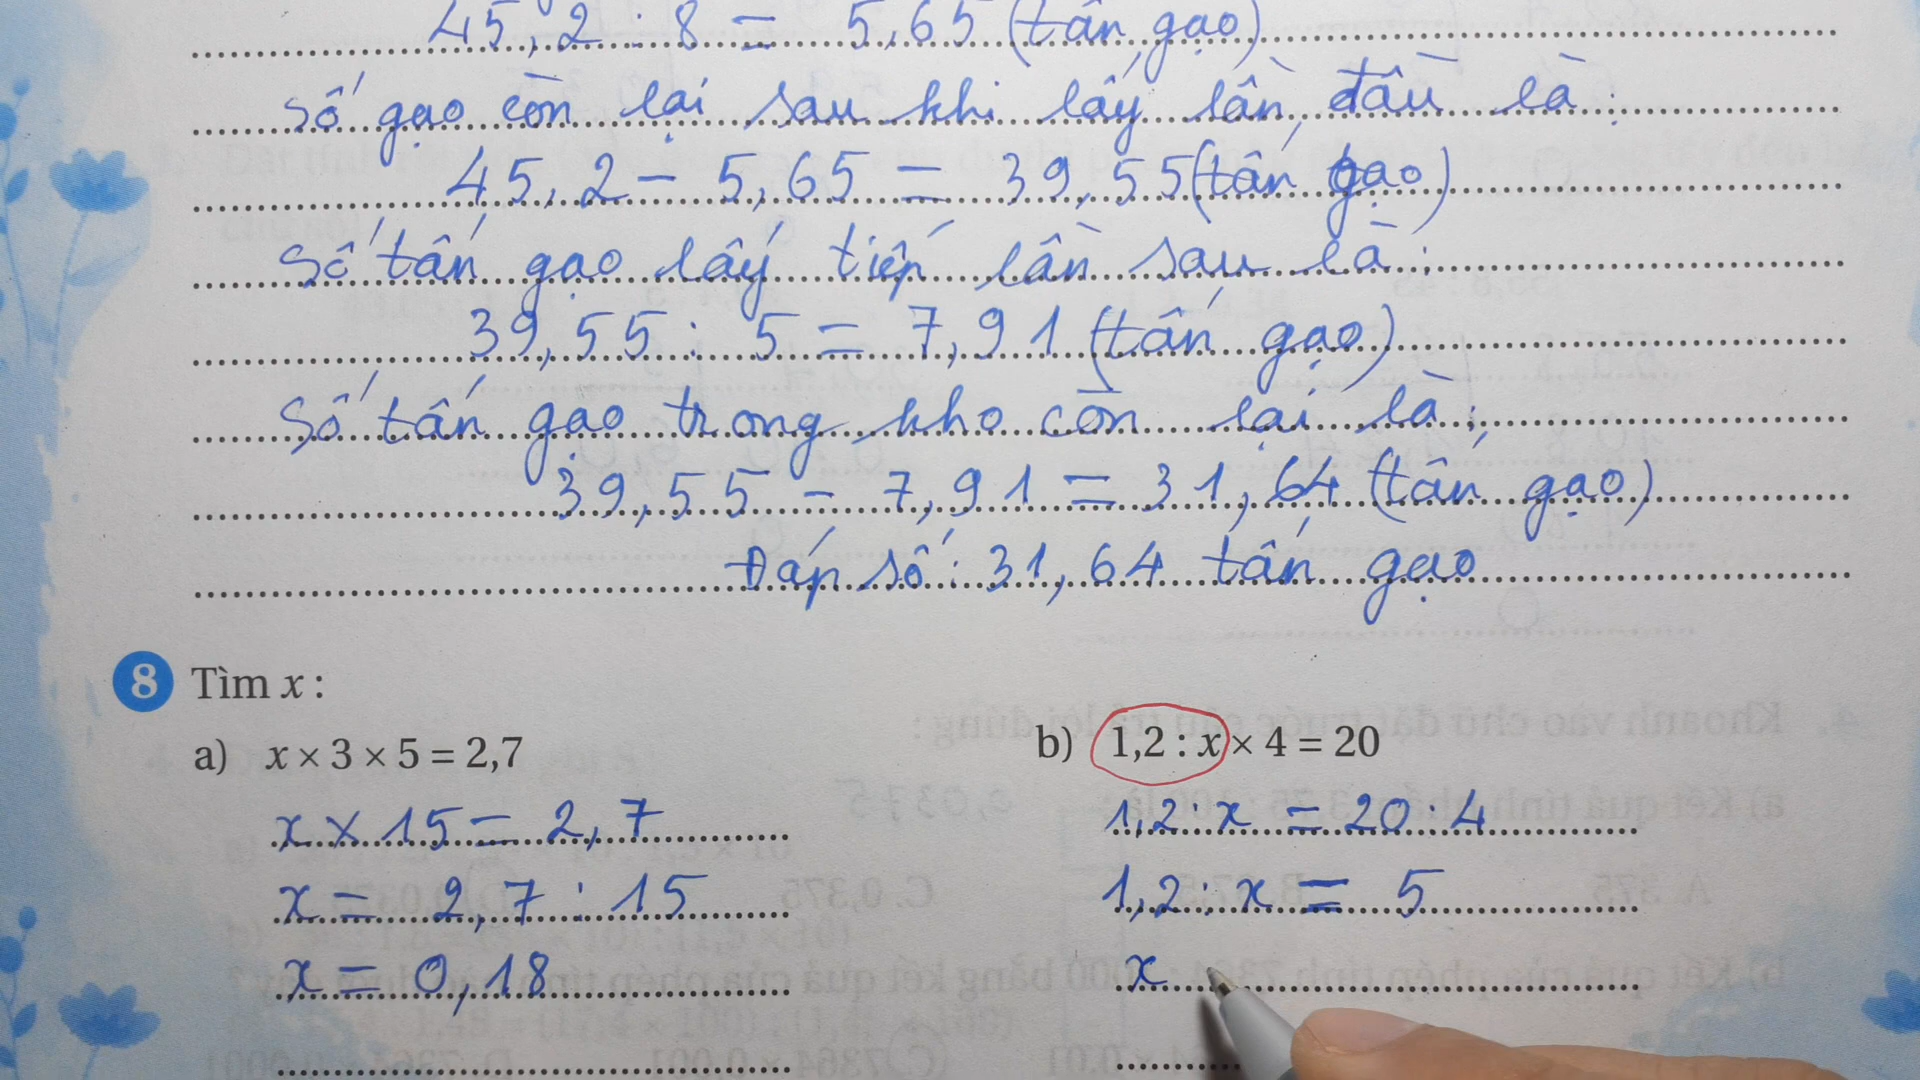 45,2 : 8 = 5,65 (tấn gạo)
Số gạo còn lại sau khi lấy lần đầu là :
45,2 - 5,65 = 39,55 (tấn gạo)
Số tấn gạo lấy tiếp lần sau là :
39,55 : 5 = 7,91 (tấn gạo)
Số tấn gạo trong kho còn lại là :
39,55 - 7,91 = 31,64 (tấn gạo)
Đáp số : 31,64 tấn gạo
8 Tìm x :
a) x × 3 × 5 = 2,7
x × 15 = 2,7
x = 2,7 : 15
x = 0,18
b) 1,2 : x × 4 = 20
1,2 : x = 20 : 4
1,2 : x = 5
x